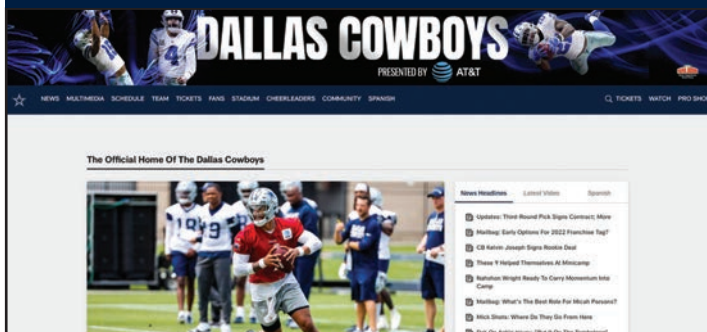 DALLAS COWBOYS
PRESENTED BY AT&T
NEWS MULTIMEDIA SCHEDULE TEAM TICKETS FANS STADIUM CHEERLEADERS COMMUNITY SPANISH
TICKETS WATCH PRO SHO
The Official Home Of The Dallas Cowboys
News Headlines Latest Video Spanish
Updates: Third-Round Pick Signs Contract; More
Mailbag: Early Options For 2022 Franchise Tag?
CB Kelvin Joseph Signs Rookie Deal
These 9 Helped Themselves At Minicamp
Nahshon Wright Ready To Carry Momentum Into
Camp
Mailbag: What's The Best Role For Micah Parsons?
Mick Shots: Where Do They Go From Here